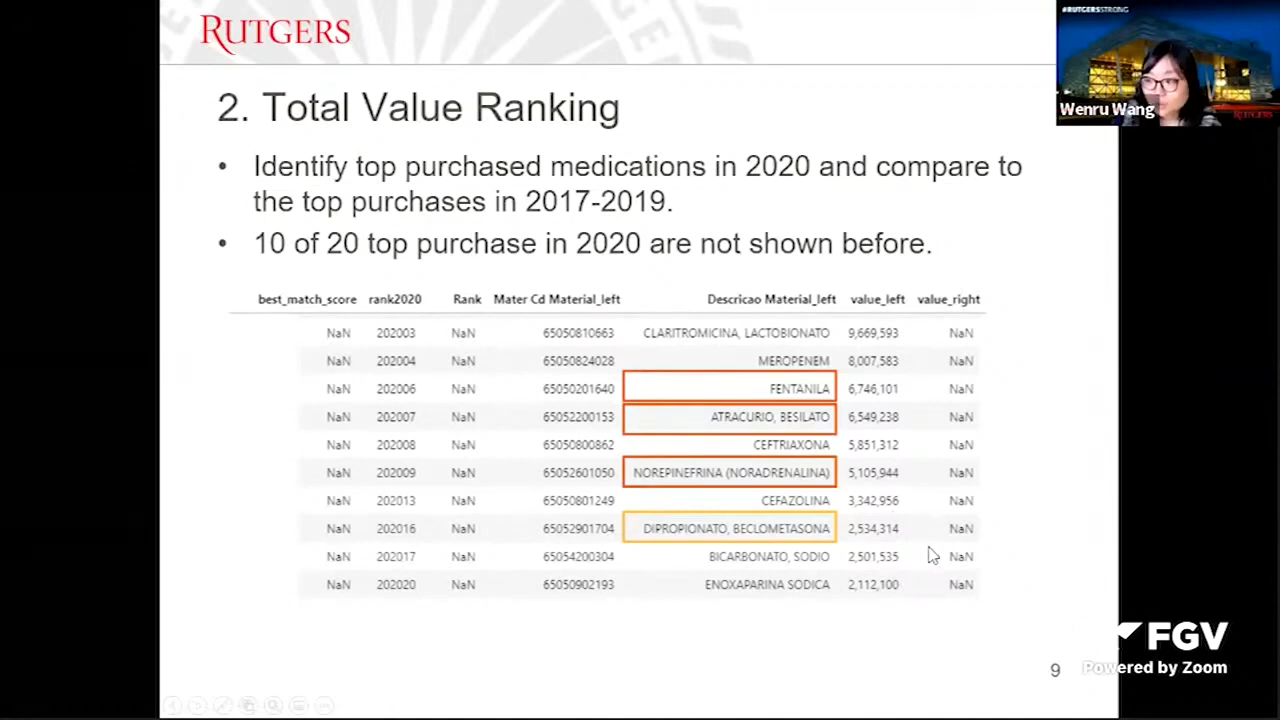 RUTGERS
#RUTGERSSTRONG
Wenru Wang
2. Total Value Ranking
• Identify top purchased medications in 2020 and compare to
the top purchases in 2017-2019.
• 10 of 20 top purchase in 2020 are not shown before.
best_match_score rank2020 Rank Mater Cd Material_left Descricao Material_left value_left value_right
NaN 202003 NaN 65050810663 CLARITROMICINA, LACTOBIONATO 9,669,593 NaN
NaN 202004 NaN 65050824028 MEROPENEM 8,007,583 NaN
NaN 202006 NaN 65050201640 FENTANILA 6,746,101 NaN
NaN 202007 NaN 65052200153 ATRACURIO, BESILATO 6,549,238 NaN
NaN 202008 NaN 65050800862 CEFTRIAXONA 5,851,312 NaN
NaN 202009 NaN 65052601050 NOREPINEFRINA (NORADRENALINA) 5,105,944 NaN
NaN 202013 NaN 65050801249 CEFAZOLINA 3,342,956 NaN
NaN 202016 NaN 65052901704 DIPROPIONATO, BECLOMETASONA 2,534,314 NaN
NaN 202017 NaN 65054200304 BICARBONATO, SODIO 2,501,535 NaN
NaN 202020 NaN 65050902193 ENOXAPARINA SODICA 2,112,100 NaN
FGV
9
Powered by Zoom